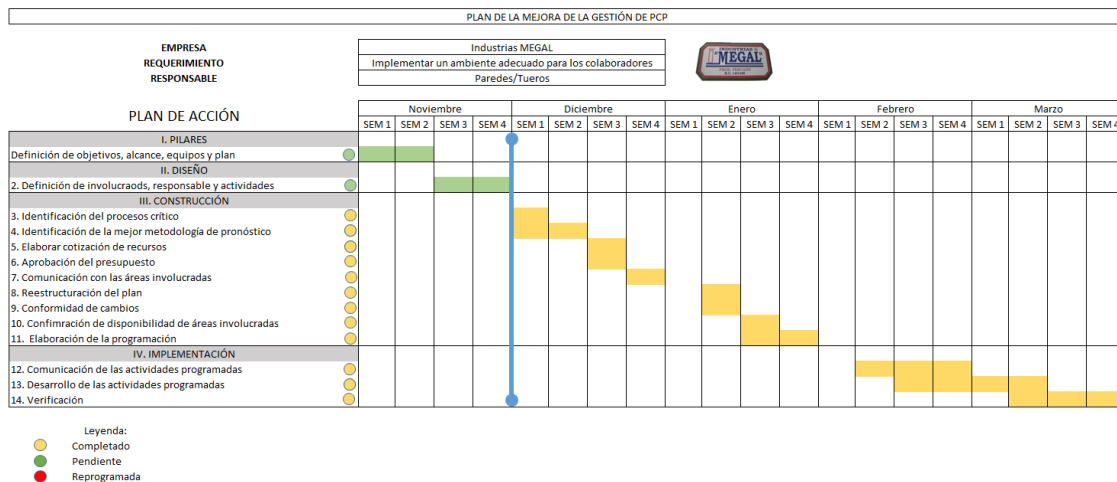 PLAN DE LA MEJORA DE LA GESTIÓN DE PCP
EMPRESA Industrias MEGAL
REQUERIMIENTO Implementar un ambiente adecuado para los colaboradores
RESPONSABLE Paredes/Tueros
INDUSTRIAS
"MEGAL"
PLAN DE ACCIÓN
Noviembre Diciembre Enero Febrero Marzo
SEM 1 SEM 2 SEM 3 SEM 4 SEM 1 SEM 2 SEM 3 SEM 4 SEM 1 SEM 2 SEM 3 SEM 4 SEM 1 SEM 2 SEM 3 SEM 4 SEM 1 SEM 2 SEM 3 SEM 4
I. PILARES
Definición de objetivos, alcance, equipos y plan
II. DISEÑO
2. Definición de involucraods, responsable y actividades
III. CONSTRUCCIÓN
3. Identificación del procesos crítico
4. Identificación de la mejor metodología de pronóstico
5. Elaborar cotización de recursos
6. Aprobación del presupuesto
7. Comunicación con las áreas involucradas
8. Reestructuración del plan
9. Conformidad de cambios
10. Confimración de disponibilidad de áreas involucradas
11. Elaboración de la programación
IV. IMPLEMENTACIÓN
12. Comunicación de las actividades programadas
13. Desarrollo de las actividades programadas
14. Verificación
Leyenda:
Completado
Pendiente
Reprogramada